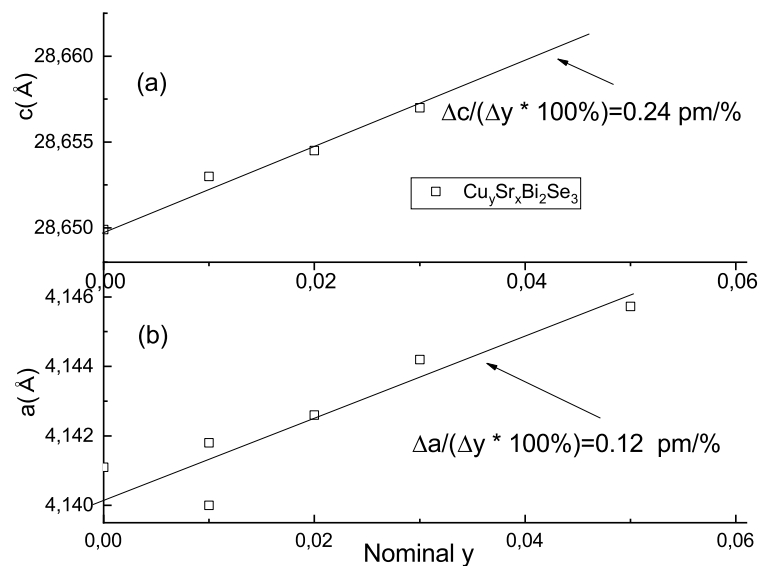 28,660
(a)
c(Å)
Δc/(Δy * 100%)=0.24 pm/%
28,655
CuySrxBi2Se3
28,650
0,00 0,02 0,04 0,06
4,146
(b)
4,144
a(Å)
4,142
Δa/(Δy * 100%)=0.12 pm/%
4,140
0,00 0,02 0,04 0,06
Nominal y